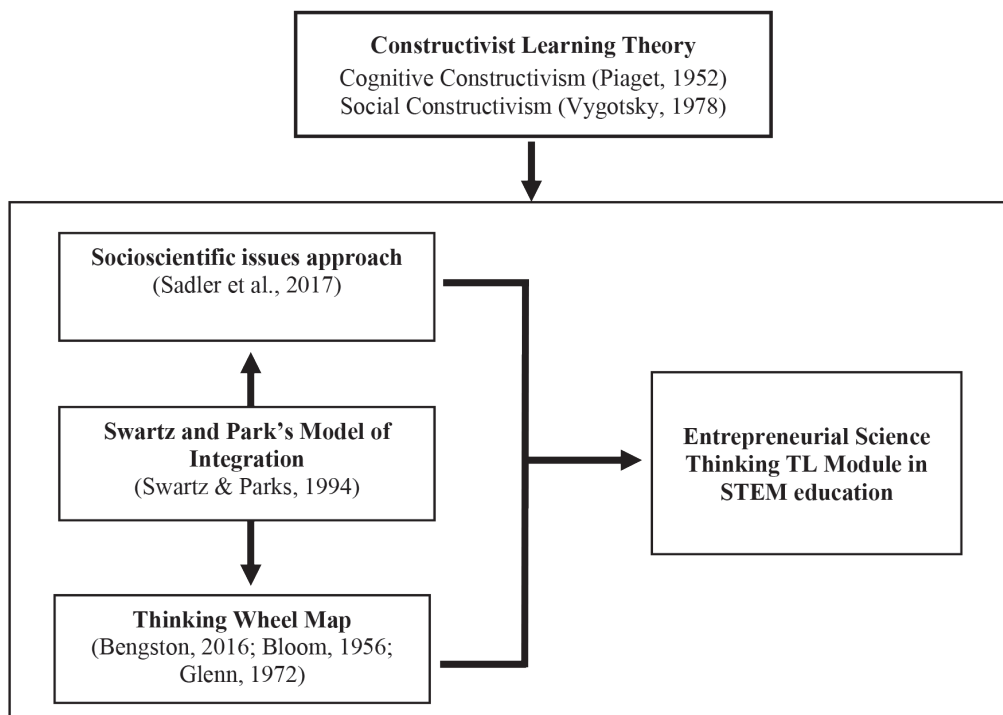 Constructivist Learning Theory
Cognitive Constructivism (Piaget, 1952)
Social Constructivism (Vygotsky, 1978)
Socioscientific issues approach
(Sadler et al., 2017)
Swartz and Park’s Model of
Integration
(Swartz & Parks, 1994)
Thinking Wheel Map
(Bengston, 2016; Bloom, 1956;
Glenn, 1972)
Entrepreneurial Science
Thinking TL Module in
STEM education